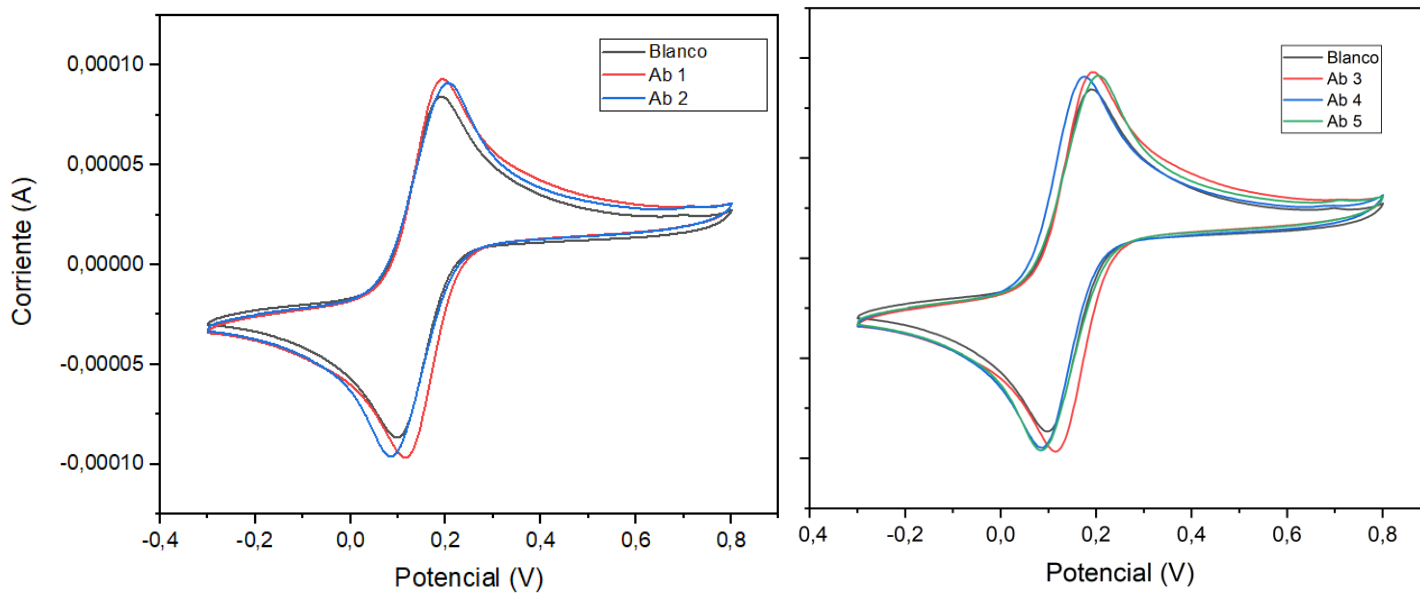 0,00010
0,00005
0,00000
-0,00005
-0,00010
Corriente (A)
Blanco
Ab 1
Ab 2
-0,4
-0,2
0,0
0,2
0,4
0,6
0,8
Potencial (V)
Blanco
Ab 3
Ab 4
Ab 5
0,4
-0,2
0,0
0,2
0,4
0,6
0,8
Potencial (V)